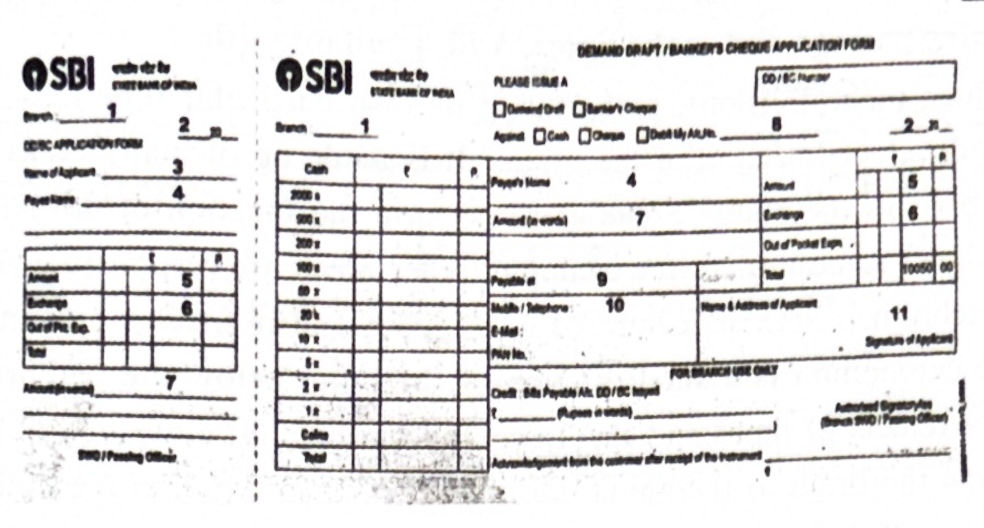 SBI
भारतीय स्टेट बैंक
STATE BANK OF INDIA
Branch 1
2 20
DD/BC APPLICATION FORM
Name of Applicant 3
Payee Name : 4
₹ P.
Amount 5
Exchange 6
Out of Pkt. Exp.
Total
Amount (in words) 7
SWO / Passing Officer
DEMAND DRAFT / BANKER'S CHEQUE APPLICATION FORM
SBI
भारतीय स्टेट बैंक
STATE BANK OF INDIA
PLEASE ISSUE A
DD / BC Number
Demand Draft Banker's Cheque
Branch 1
Against Cash Cheque Debit My A/c.No. 8
2 20
Cash ₹ P.
2000 x
500 x
200 x
100 x
50 x
20 x
10 x
5 x
2 x
1 x
Coins
Total
Payee's Name 4
Amount (in words) 7
₹ P.
Amount 5
Exchange 6
Out of Pocket Expn.
Total 10050 00
Payable at 9
Mobile / Telephone : 10
E-Mail :
PAN No.
Name & Address of Applicant
11
Signature of Applicant
FOR BRANCH USE ONLY
Credit : Bills Payable A/c. DD / BC Issued
₹ (Rupees in words)
Authorised Signatory/ies
(Branch SWO / Passing Officer)
Acknowledgement from the customer after receipt of the instrument